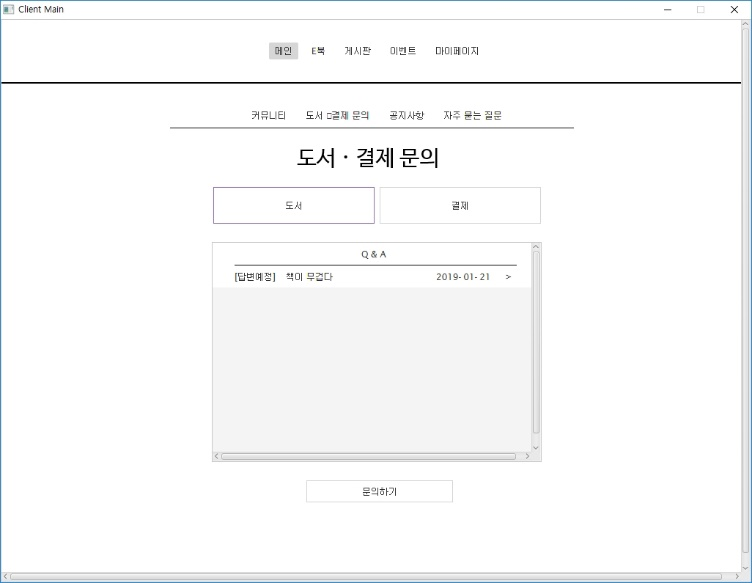 Client Main
메인 E북 게시판 이벤트 마이페이지
커뮤니티 도서 □결제 문의 공지사항 자주 묻는 질문
도서 · 결제 문의
도서 결제
Q & A
[답변예정] 책이 무겁다 2019-01-21 >
문의하기